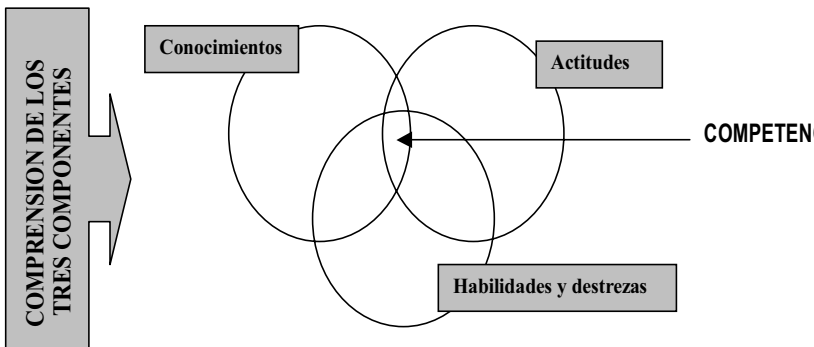 COMPRENSION DE LOS
TRES COMPONENTES
Conocimientos
Actitudes
COMPETENC
Habilidades y destrezas